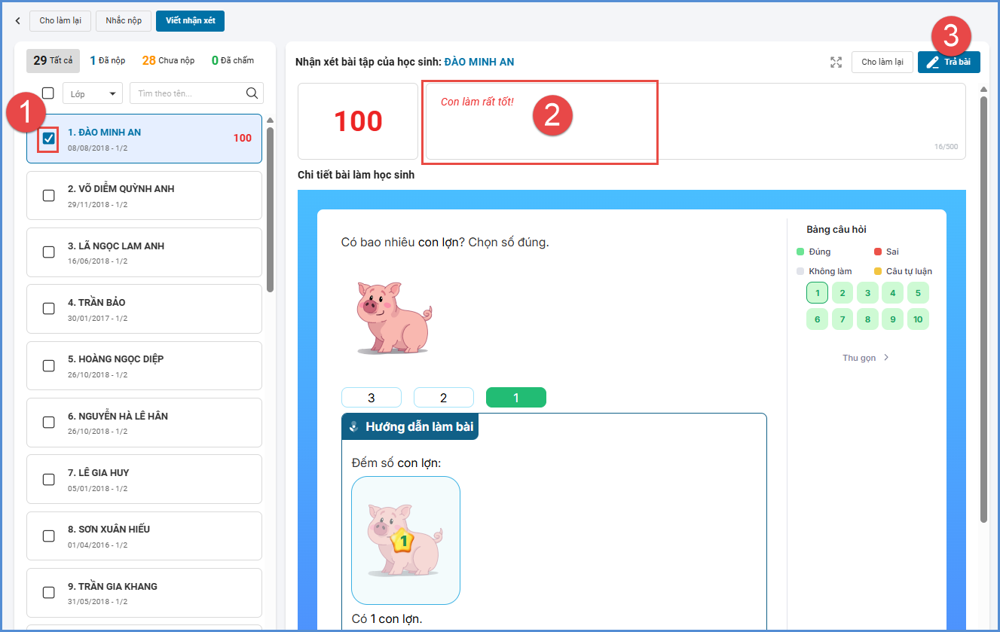 Cho làm lại
Nhắc nộp
Viết nhận xét
29 Tất cả
1 Đã nộp
28 Chưa nộp
0 Đã chấm
Lớp
Tìm theo tên...
1
1. ĐÀO MINH AN
08/08/2018 - 1/2
100
2. VÕ DIỄM QUỲNH ANH
29/11/2018 - 1/2
3. LÃ NGỌC LAM ANH
16/06/2018 - 1/2
4. TRẦN BẢO
30/01/2017 - 1/2
5. HOÀNG NGỌC DIỆP
26/10/2018 - 1/2
6. NGUYỄN HÀ LÊ HÂN
26/10/2018 - 1/2
7. LÊ GIA HUY
05/01/2018 - 1/2
8. SƠN XUÂN HIẾU
01/04/2016 - 1/2
9. TRẦN GIA KHANG
31/05/2018 - 1/2
Nhận xét bài tập của học sinh: ĐÀO MINH AN
Cho làm lại
3
Trả bài
100
Con làm rất tốt!
2
16/500
Chi tiết bài làm học sinh
Có bao nhiêu con lợn? Chọn số đúng.
3
2
1
Hướng dẫn làm bài
Đếm số con lợn:
1
Có 1 con lợn.
Bảng câu hỏi
Đúng
Sai
Không làm
Câu tự luận
1 2 3 4 5
6 7 8 9 10
Thu gọn